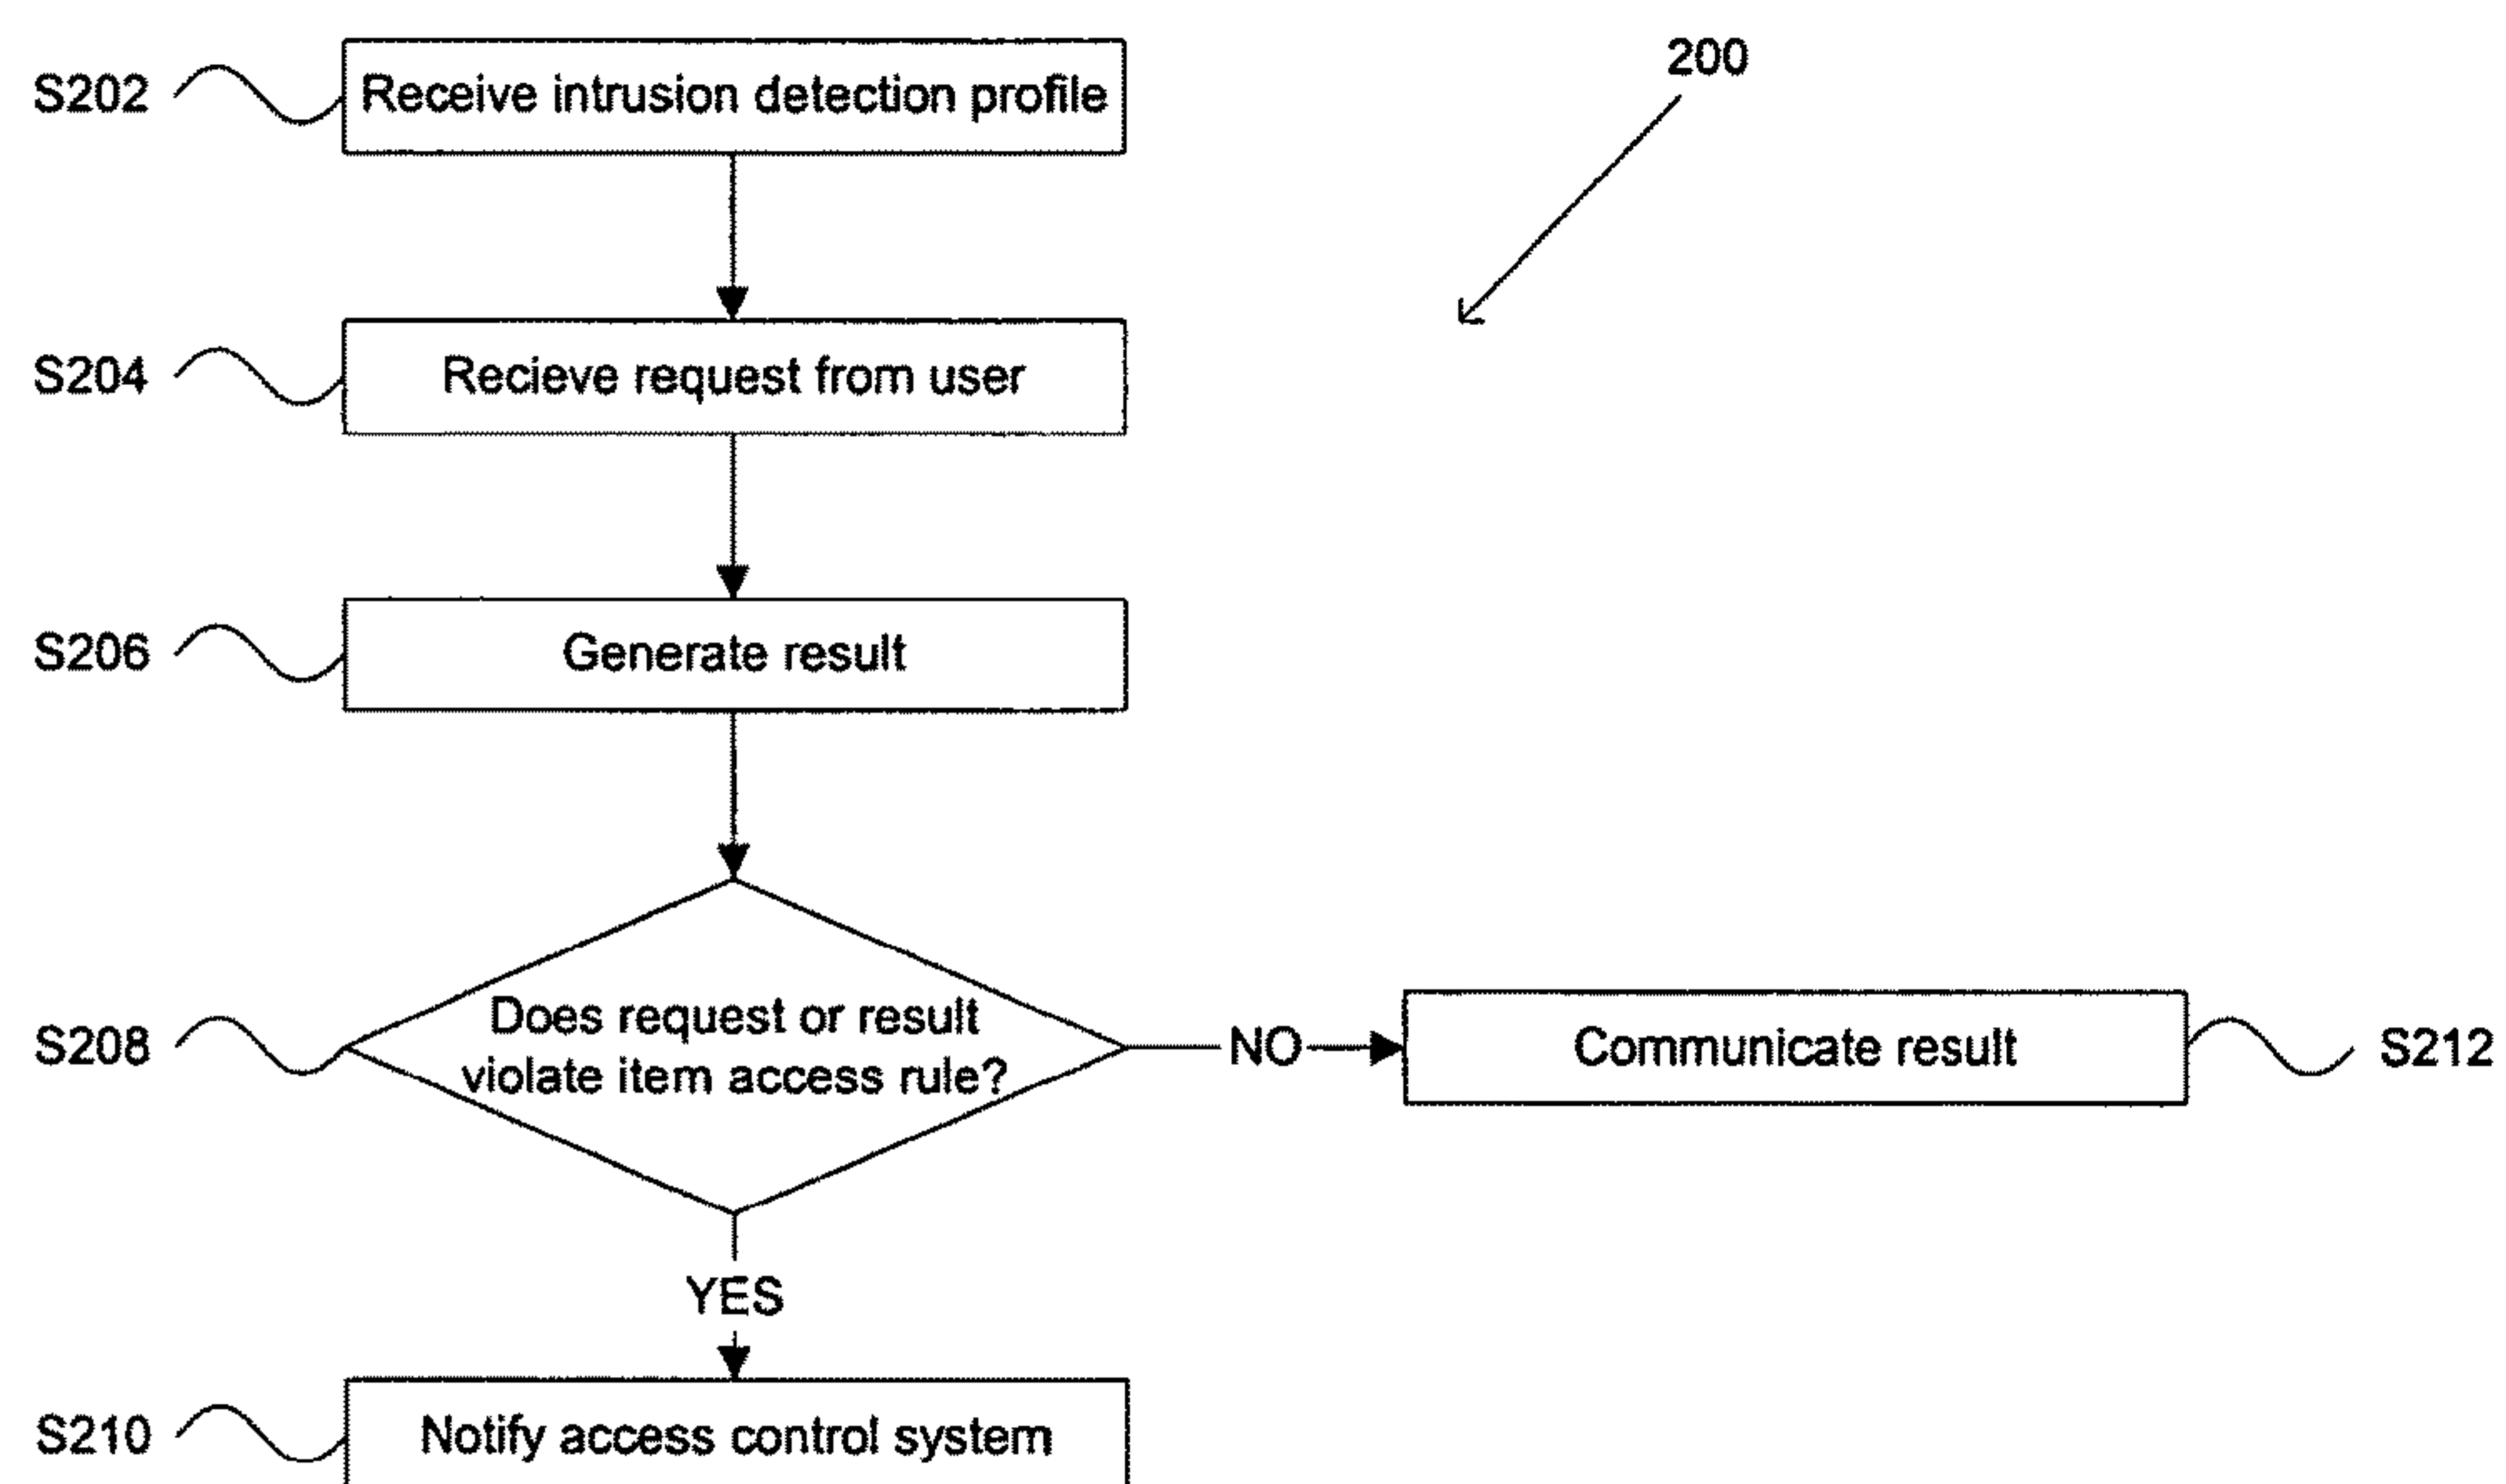 200
S202
Receive intrusion detection profile
S204
Recieve request from user
S206
Generate result
S208
Does request or result
violate item access rule?
NO
Communicate result
S212
YES
S210
Notify access control system